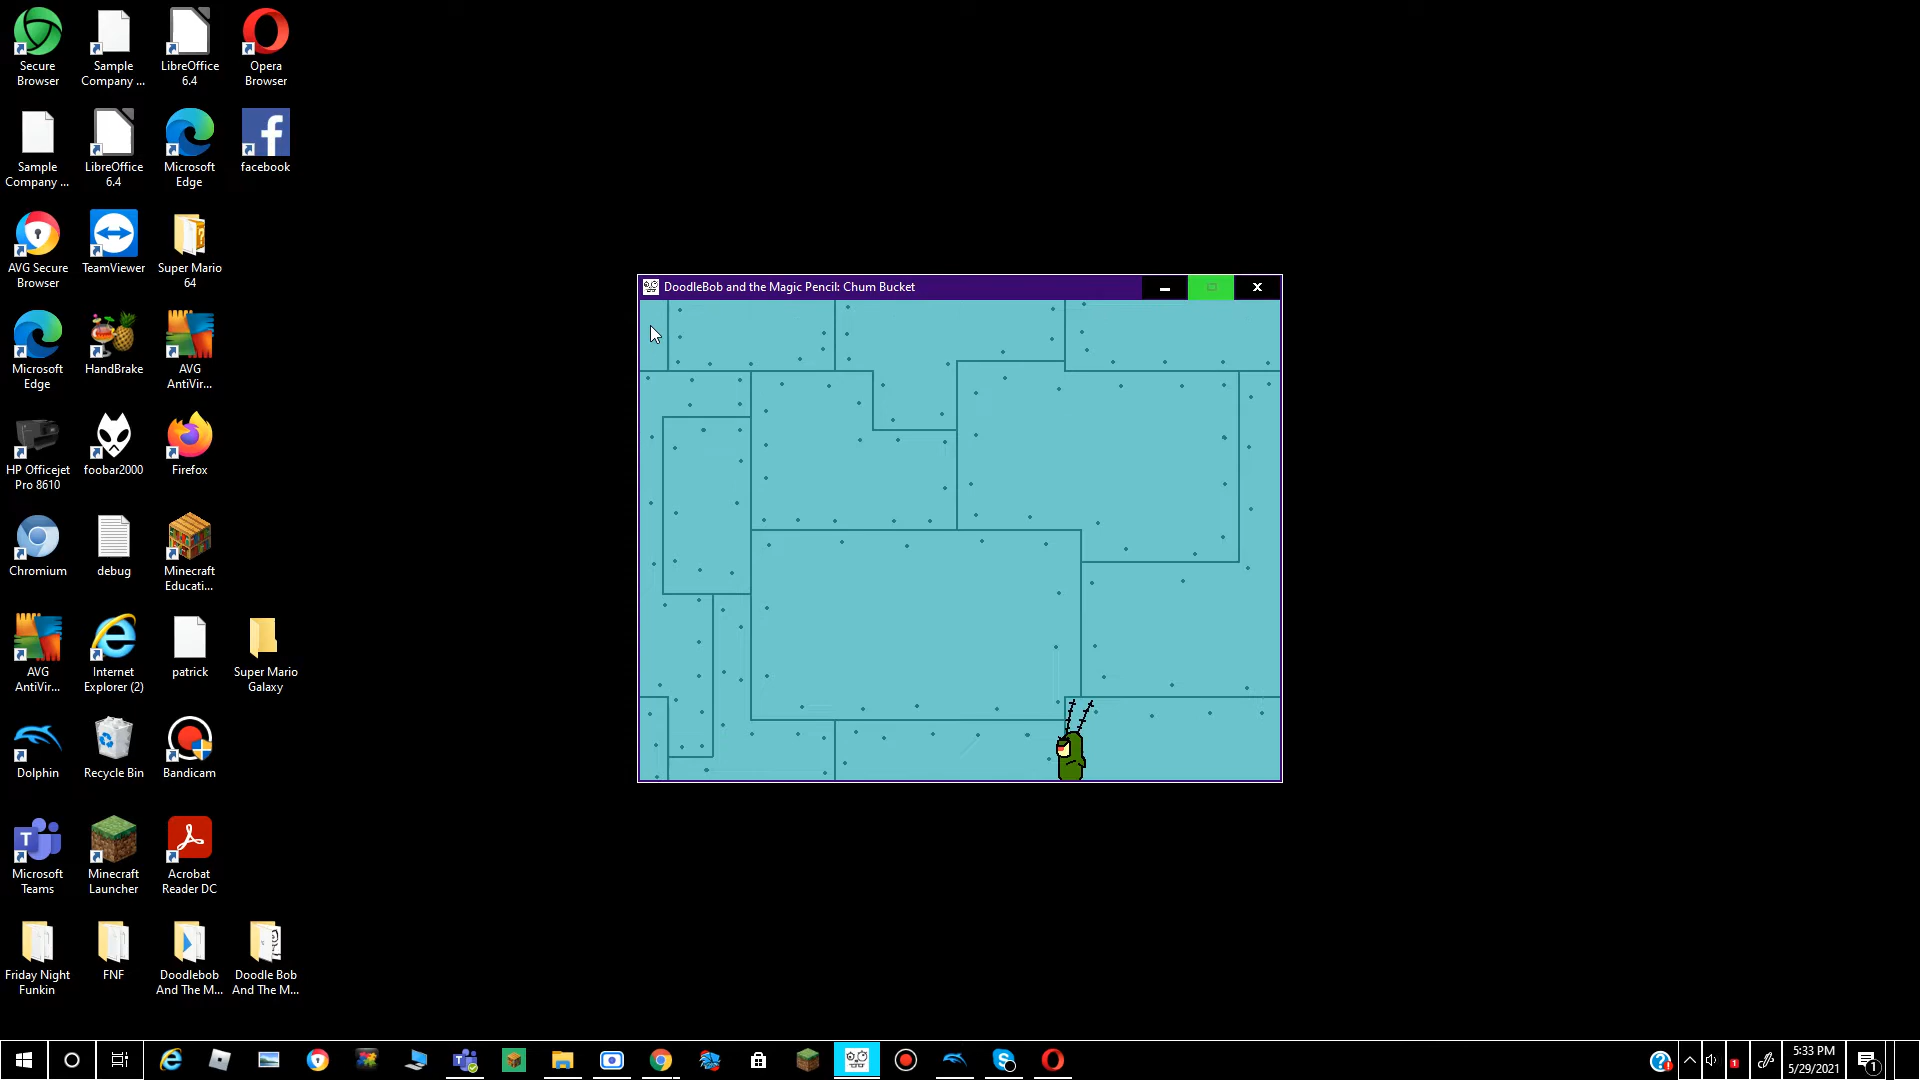 Secure
Browser
Sample
Company ...
LibreOffice
6.4
Opera
Browser
Sample
Company ...
LibreOffice
6.4
Microsoft
Edge
facebook
AVG Secure
Browser
TeamViewer
Super Mario
64
DoodleBob and the Magic Pencil: Chum Bucket
Microsoft
Edge
HandBrake
AVG
AntiVir...
HP Officejet
Pro 8610
foobar2000
Firefox
Chromium
debug
Minecraft
Educati...
AVG
AntiVir...
Internet
Explorer (2)
patrick
Super Mario
Galaxy
Dolphin
Recycle Bin
Bandicam
Microsoft
Teams
Minecraft
Launcher
Acrobat
Reader DC
Friday Night
Funkin
FNF
Doodlebob
And The M...
Doodle Bob
And The M...
5:33 PM
5/29/2021
1